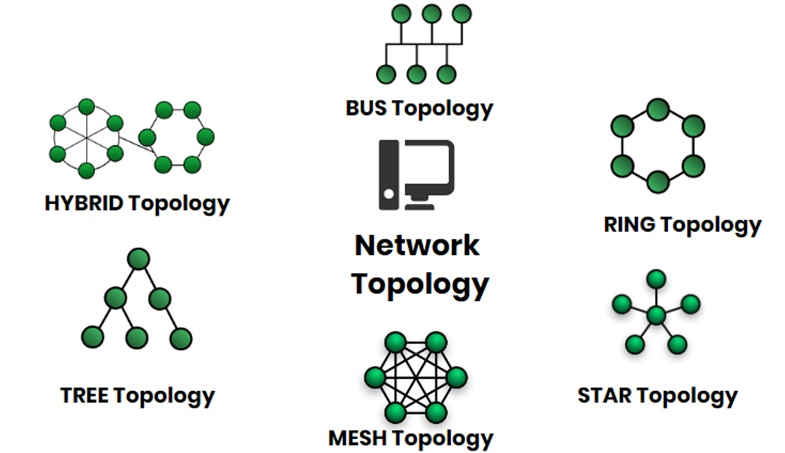 BUS Topology
HYBRID Topology
RING Topology
Network
Topology
TREE Topology
STAR Topology
MESH Topology